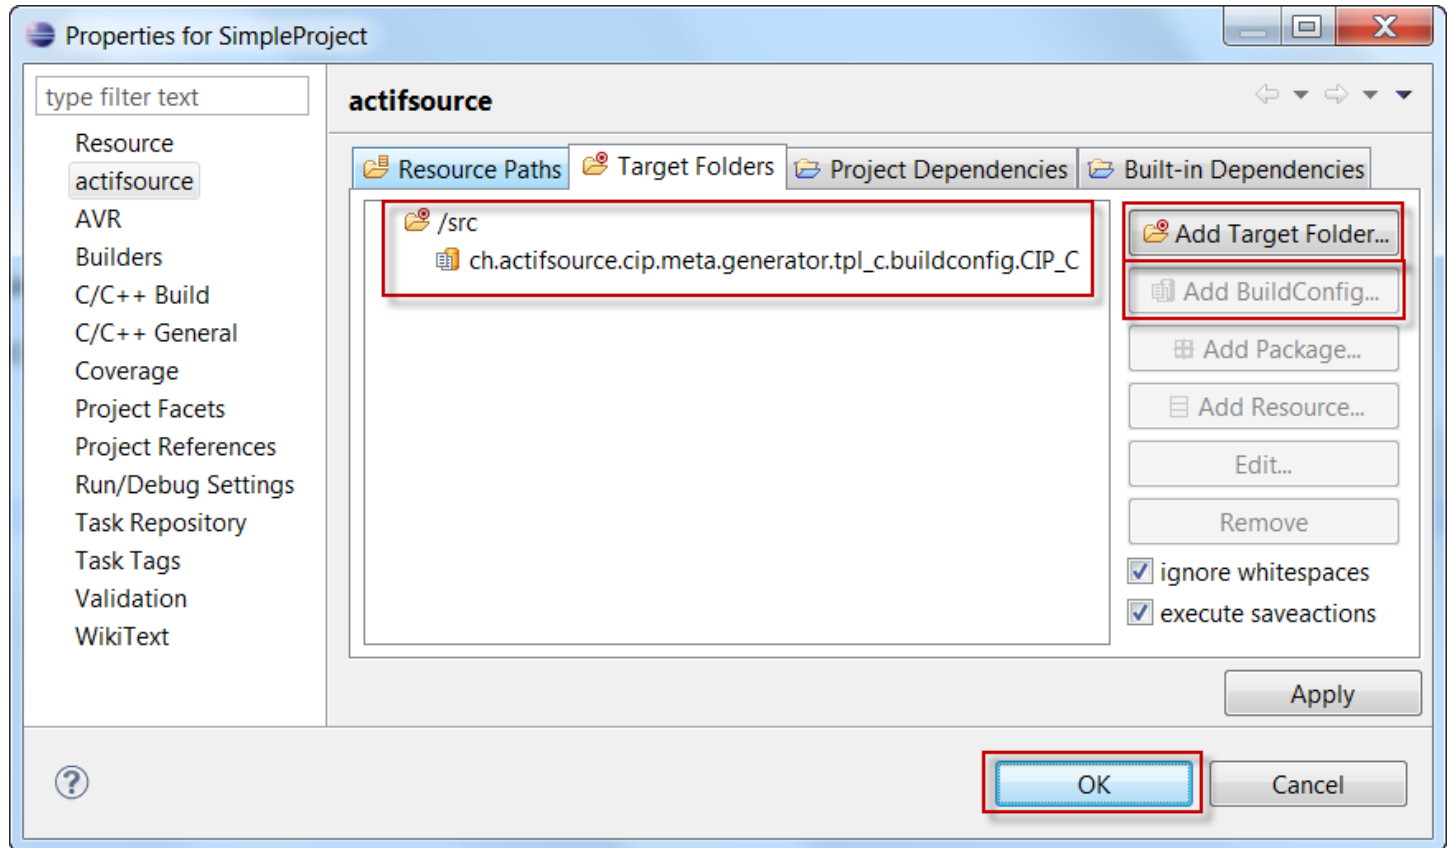 Properties for SimpleProject
type filter text
Resource
actifsource
AVR
Builders
C/C++ Build
C/C++ General
Coverage
Project Facets
Project References
Run/Debug Settings
Task Repository
Task Tags
Validation
WikiText
actifsource
Resource Paths
Target Folders
Project Dependencies
Built-in Dependencies
/src
ch.actifsource.cip.meta.generator.tpl_c.buildconfig.CIP_C
Add Target Folder...
Add BuildConfig...
Add Package...
Add Resource...
Edit...
Remove
ignore whitespaces
execute saveactions
Apply
OK
Cancel